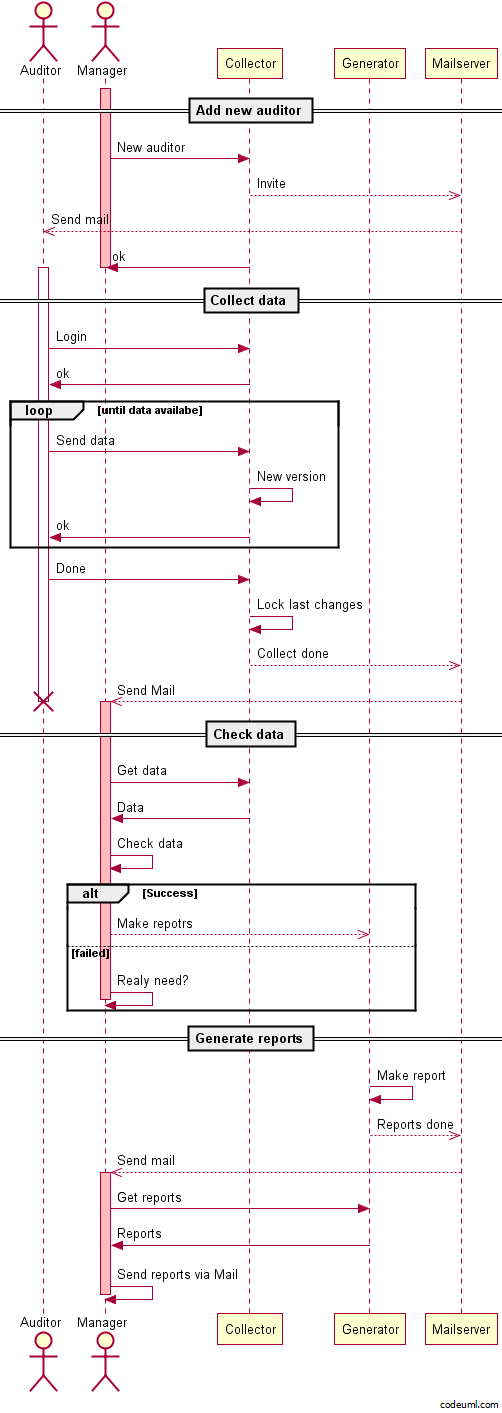 Auditor Manager Collector Generator Mailserver
Add new auditor
New auditor
Invite
Send mail
ok
Collect data
Login
ok
loop [until data availabe]
Send data
New version
ok
Done
Lock last changes
Collect done
Send Mail
Check data
Get data
Data
Check data
alt [Success]
Make repotrs
[failed]
Realy need?
Generate reports
Make report
Reports done
Send mail
Get reports
Reports
Send reports via Mail
Auditor Manager Collector Generator Mailserver
codeuml.com